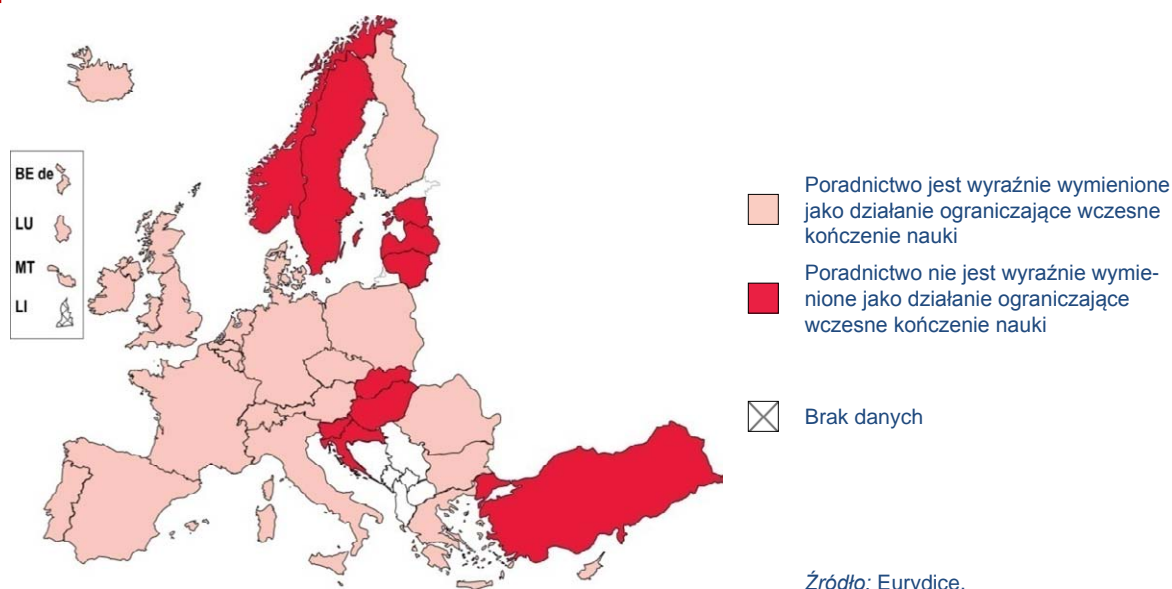 BE de
LU
MT
LI
Poradnictwo jest wyraźnie wymienione
jako działanie ograniczające wczesne
kończenie nauki
Poradnictwo nie jest wyraźnie wymie-
nione jako działanie ograniczające
wczesne kończenie nauki
Brak danych
Źródło: Eurydice.